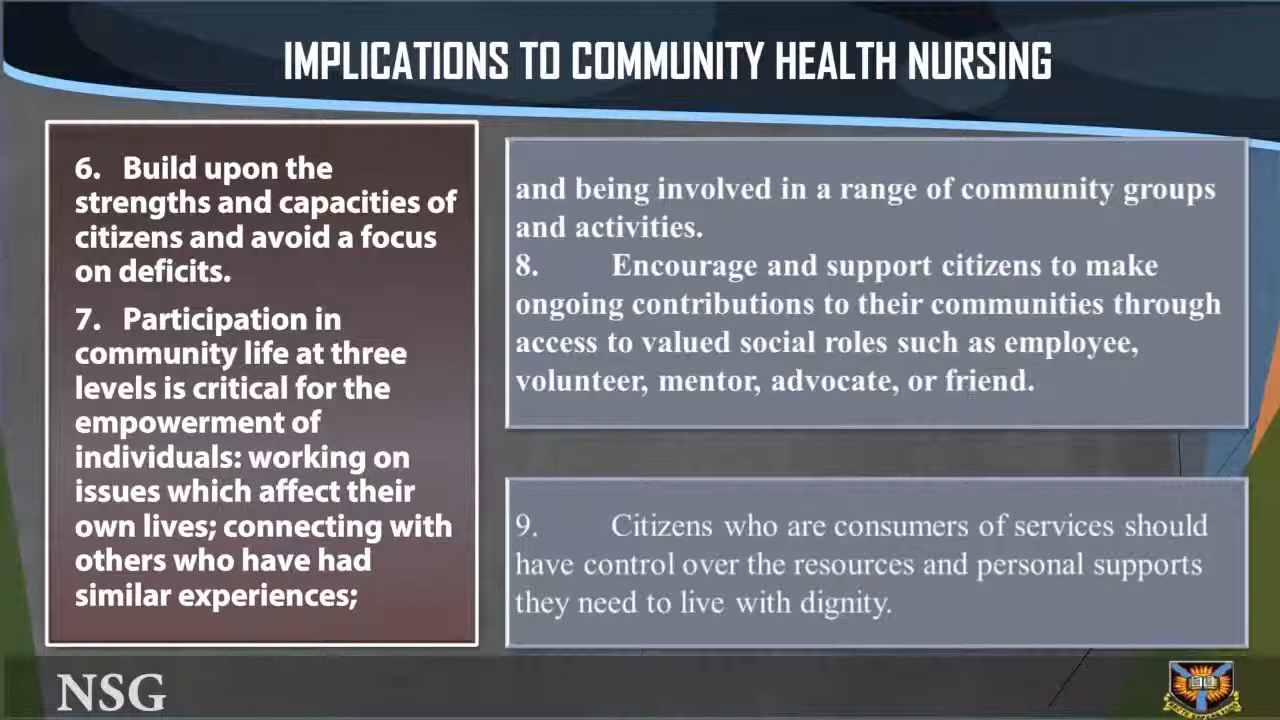 IMPLICATIONS TO COMMUNITY HEALTH NURSING
6. Build upon the
strengths and capacities of
citizens and avoid a focus
on deficits.
7. Participation in
community life at three
levels is critical for the
empowerment of
individuals: working on
issues which affect their
own lives; connecting with
others who have had
similar experiences;
and being involved in a range of community groups
and activities.
8. Encourage and support citizens to make
ongoing contributions to their communities through
access to valued social roles such as employee,
volunteer, mentor, advocate, or friend.
9. Citizens who are consumers of services should
have control over the resources and personal supports
they need to live with dignity.
NSG